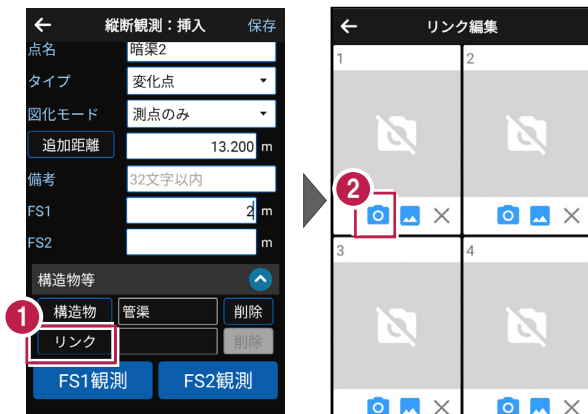 縦断観測：挿入 保存
点名 暗渠2
タイプ 変化点
図化モード 測点のみ
追加距離 13.200 m
備考 32文字以内
FS1 2 m
FS2 m
構造物等
1 構造物 管渠 削除
リンク 削除
FS1観測 FS2観測
リンク編集
1 2
2
3 4